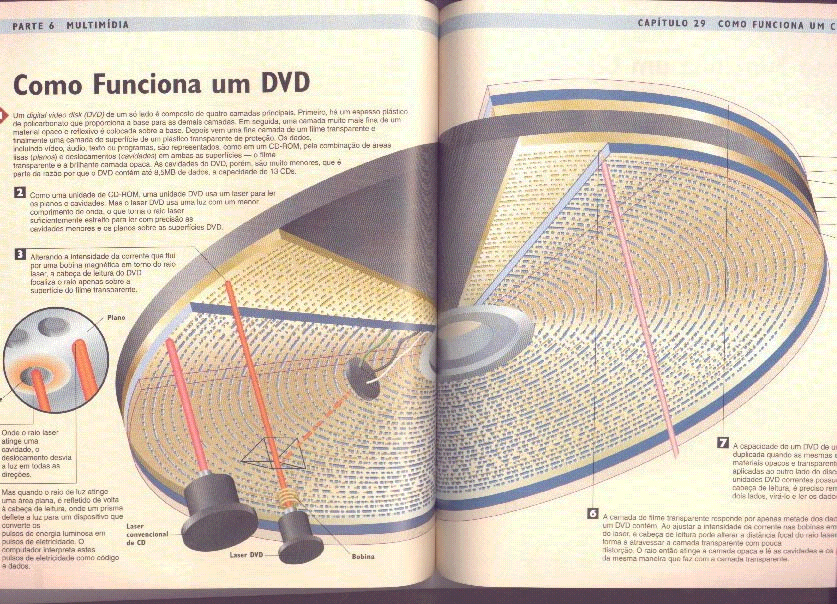 PARTE 6 MULTIMÍDIA
CAPÍTULO 29 COMO FUNCIONA UM C
Como Funciona um DVD
Um digital video disk (DVD) de um só lado é composto de quatro camadas principais. Primeiro, há um espesso plástico
de policarbonato que proporciona a base para as demais camadas. Em seguida, uma camada muito mais fina de um
material opaco e reflexivo é colocada sobre a base. Depois vem uma fina camada de um filme transparente e
finalmente uma camada de superfície de um plástico transparente de proteção. Os dados,
incluindo vídeo, áudio, texto ou programas, são representados, como em um CD-ROM, pela combinação de áreas
lisas (planos) e deslocamentos (cavidades) em ambas as superfícies — o filme
transparente e a brilhante camada opaca. As cavidades do DVD, porém, são muito menores, que é
parte da razão por que o DVD contém até 8,5MB de dados, a capacidade de 13 CDs.
2 Como uma unidade de CD-ROM, uma unidade DVD usa um laser para ler
os planos e cavidades. Mas o laser DVD usa uma luz com um menor
comprimento de onda, o que torna o raio laser
suficientemente estreito para ler com precisão as
cavidades menores e os planos sobre as superfícies DVD.
3 Alterando a intensidade da corrente que flui
por uma bobina magnética em torno do raio
laser, a cabeça de leitura do DVD
focaliza o raio apenas sobre a
superfície do filme transparente.
Plano
Onde o raio laser
atinge uma
cavidade, o
deslocamento desvia
a luz em todas as
direções.
Mas quando o raio de luz atinge
uma área plana, é refletido de volta
à cabeça de leitura, onde um prisma
deflete a luz para um dispositivo que
converte os
pulsos de energia luminosa em
pulsos de eletricidade. O
computador interpreta estes
pulsos de eletricidade como código
e dados.
Laser
convencional
de CD
Laser DVD
Bobina
6 A camada de filme transparente responde por apenas metade dos dad
um DVD contém. Ao ajustar a intensidade da corrente nas bobinas em
do laser, a cabeça de leitura pode alterar a distância focal do raio laser
forma a atravessar a camada transparente com pouca
distorção. O raio então atinge a camada opaca e lê as cavidades e os
da mesma maneira que faz com a camada transparente.
7 A capacidade de um DVD de u
duplicada quando as mesmas
materiais opacos e transparent
aplicadas ao outro lado do disc
unidades DVD correntes possu
cabeça de leitura, é preciso rem
dois lados, virá-lo e ler os dado